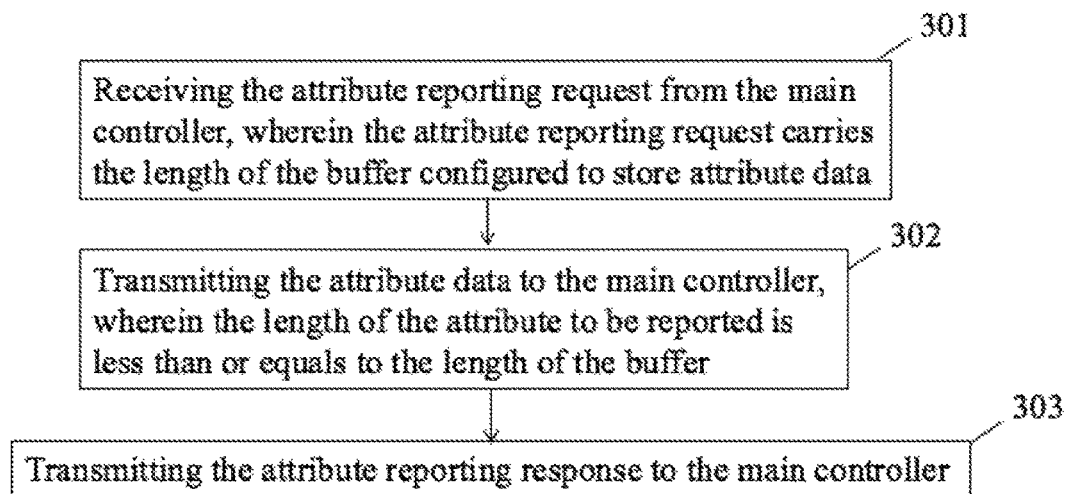 301
Receiving the attribute reporting request from the main
controller, wherein the attribute reporting request carries
the length of the buffer configured to store attribute data
302
Transmitting the attribute data to the main controller,
wherein the length of the attribute to be reported is
less than or equals to the length of the buffer
303
Transmitting the attribute reporting response to the main controller